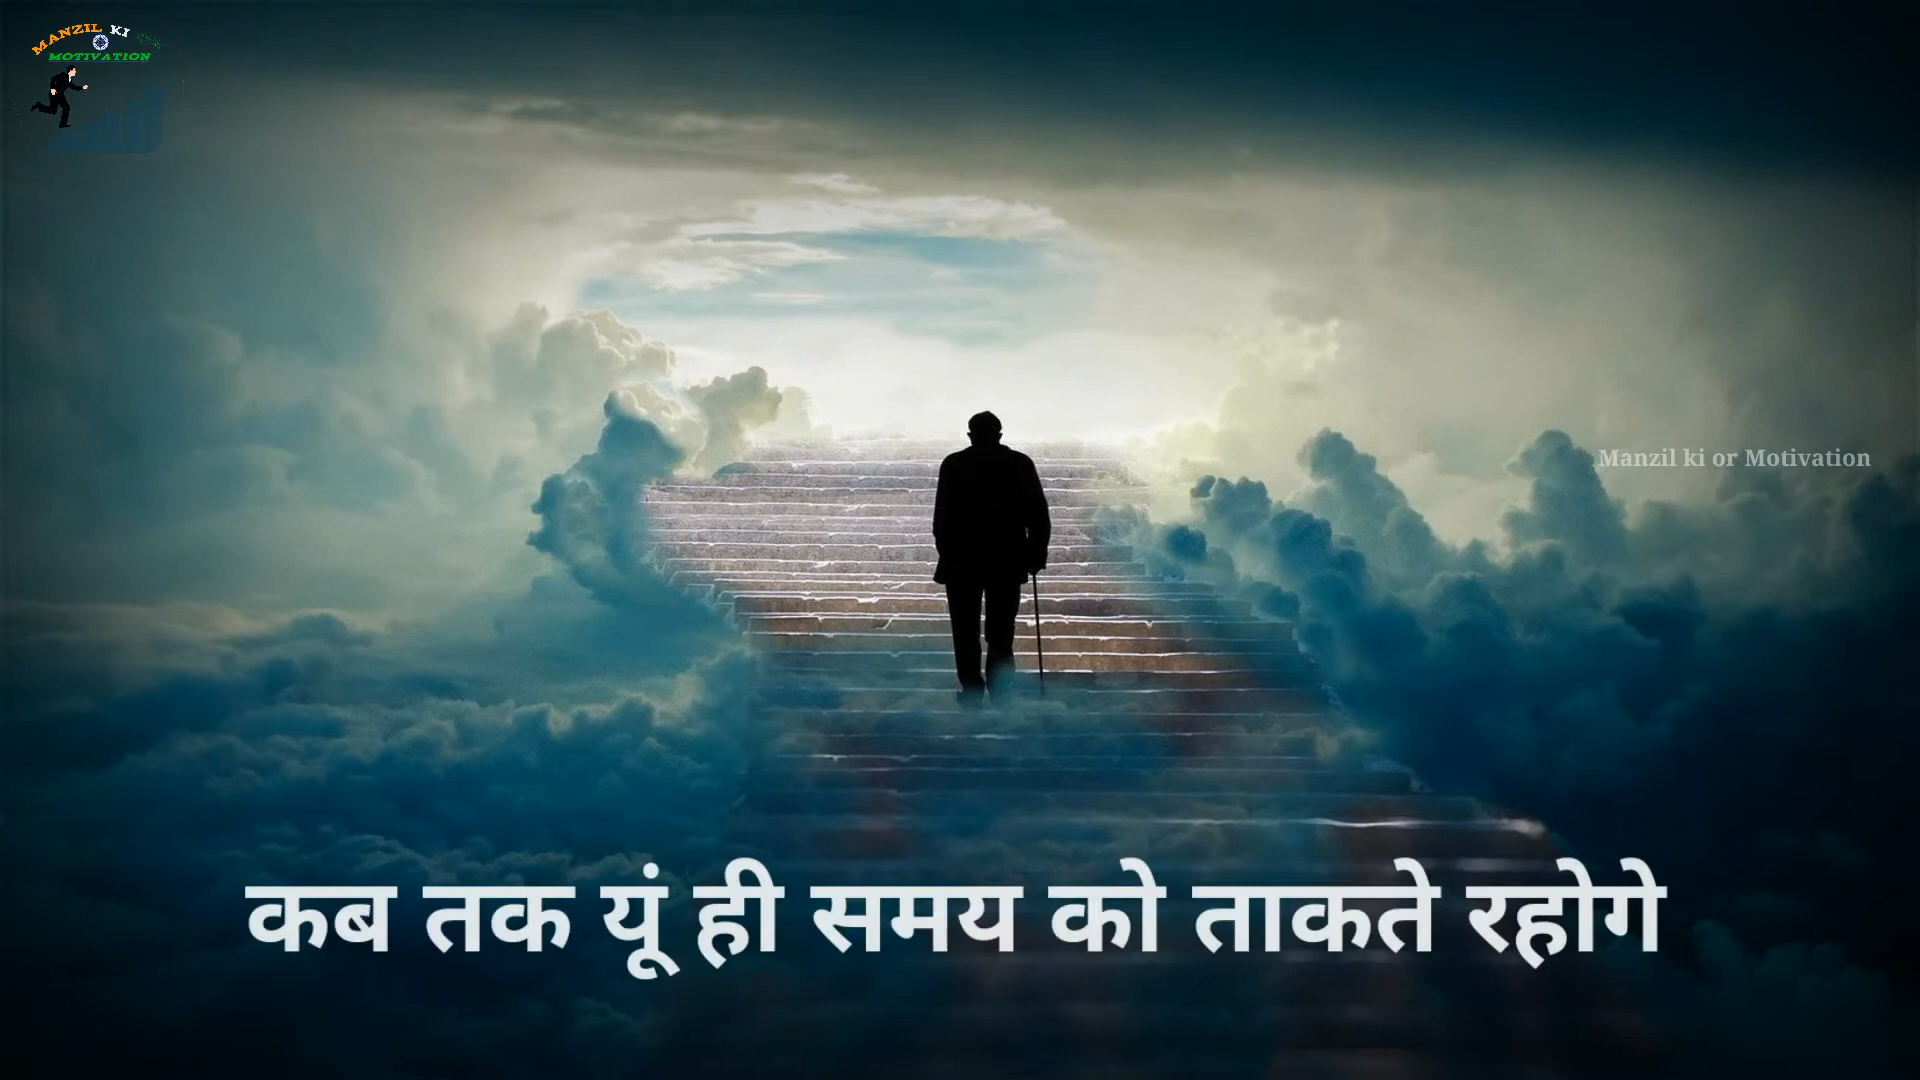 MANZIL KI
MOTIVATION
Manzil ki or Motivation
कब तक यूं ही समय को ताकते रहोगे